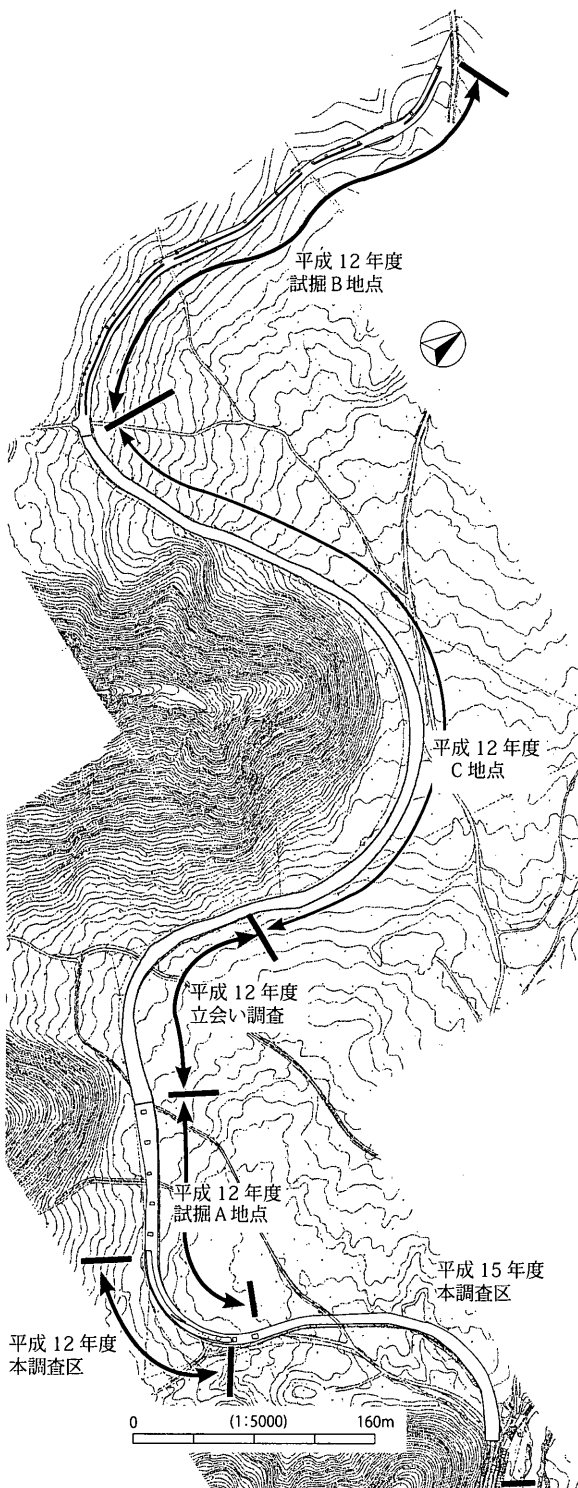 平成 12 年度
試掘 B 地点
平成 12 年度
C 地点
平成 12 年度
立会い調査
平成 12 年度
試掘 A 地点
平成 15 年度
本調査区
平成 12 年度
本調査区
0 (1:5000) 160m